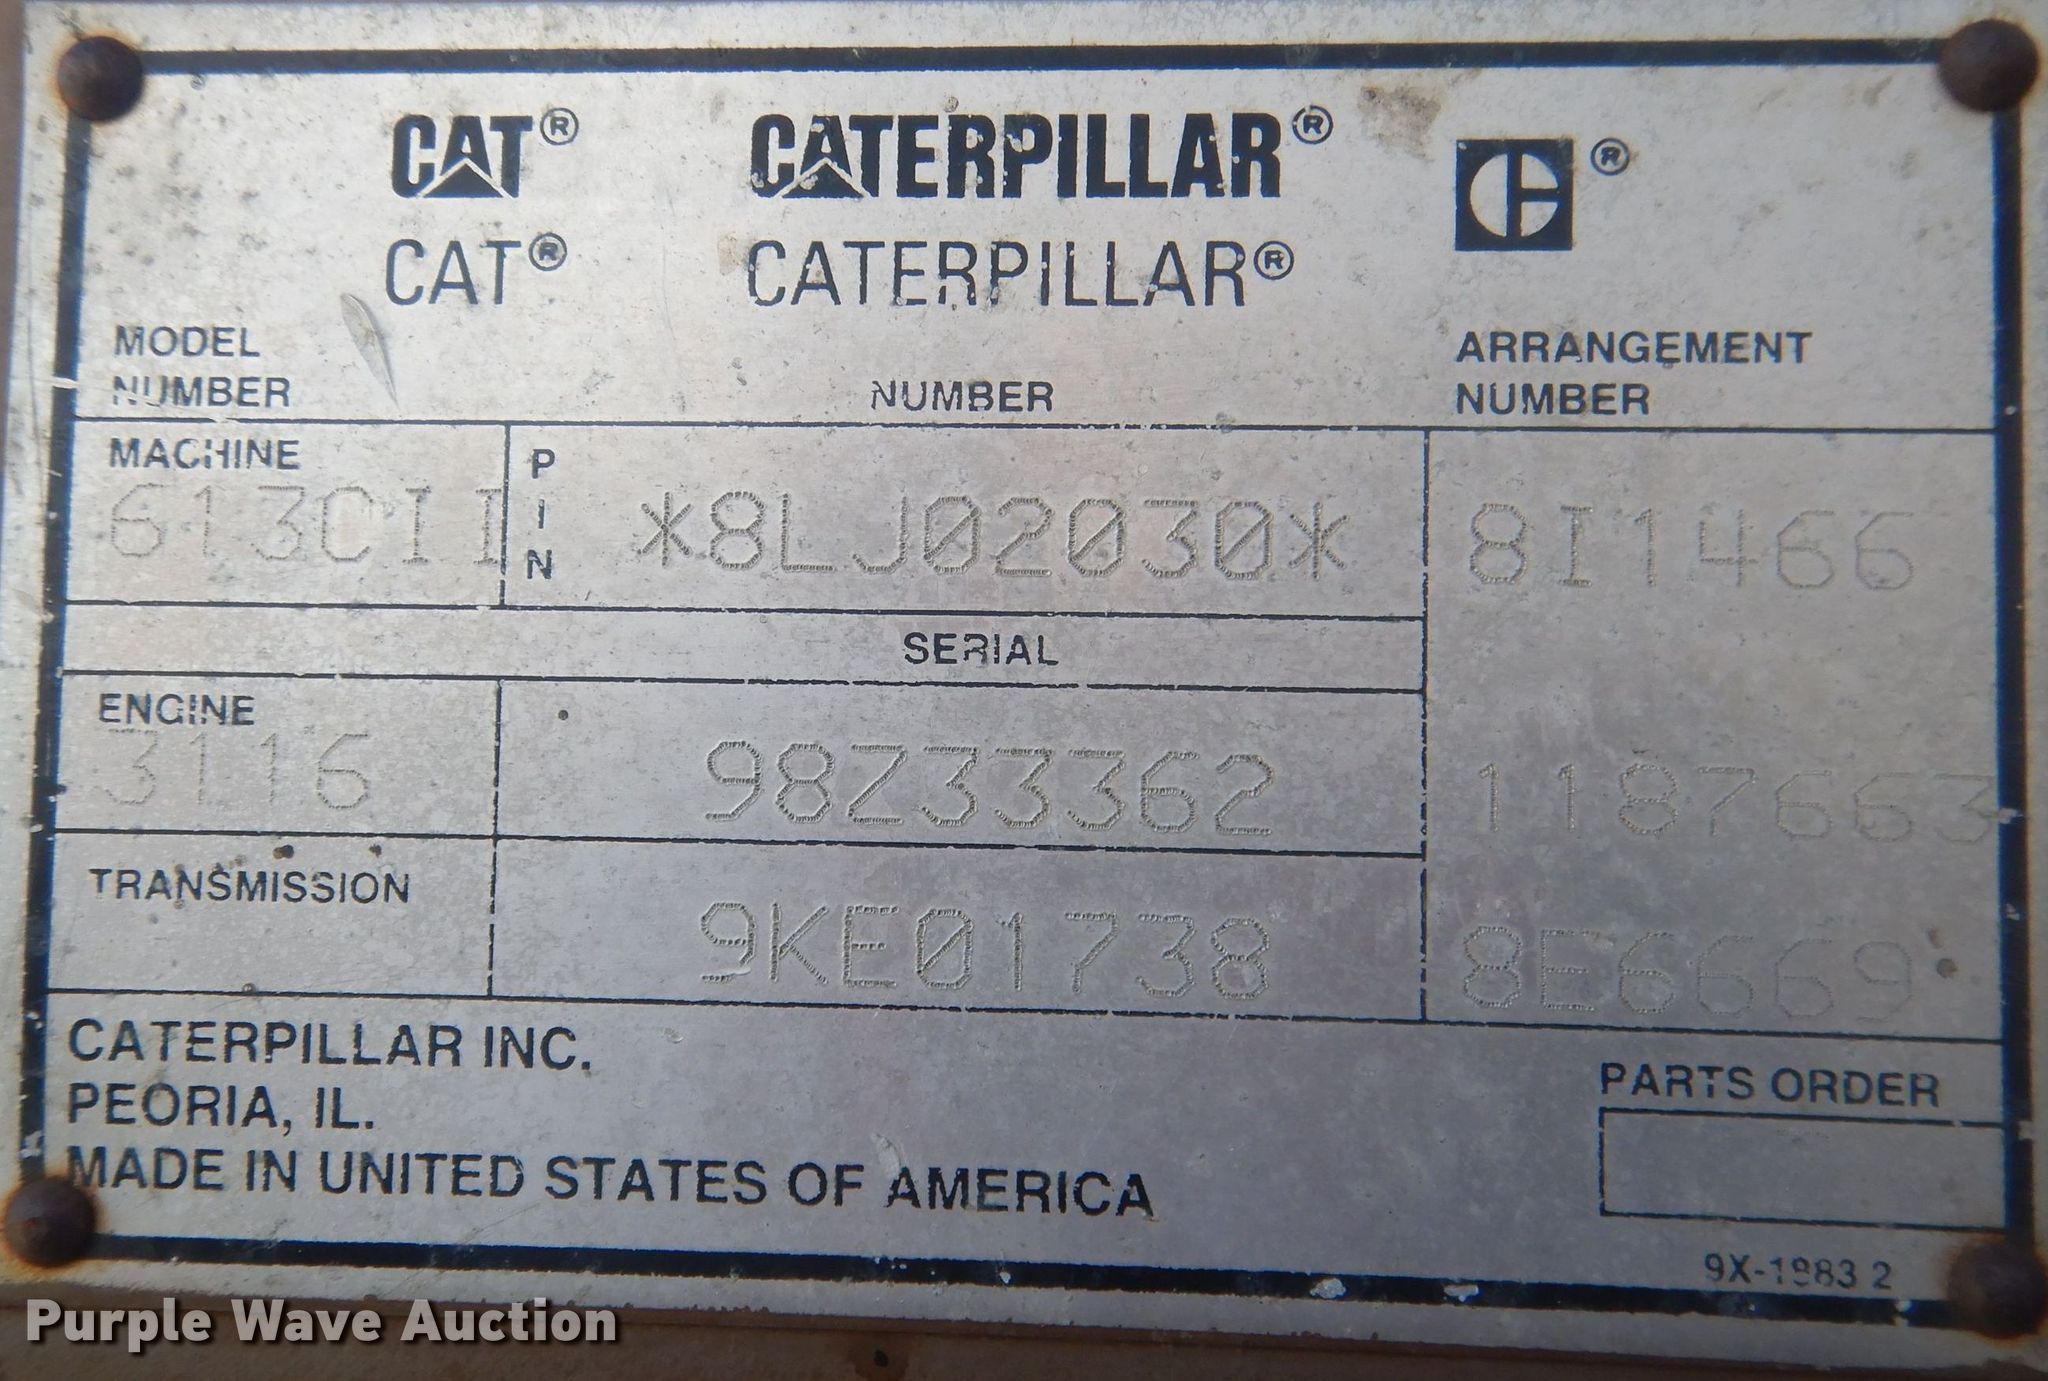 CAT® CATERPILLAR® ®
CAT® CATERPILLAR®
MODEL
NUMBER
NUMBER
ARRANGEMENT
NUMBER
MACHINE
613CII
PIN
*8LJ02030*
8I1466
SERIAL
ENGINE
3116
98Z33362
1187663
TRANSMISSION
9KE01738
8E6669
CATERPILLAR INC.
PEORIA, IL.
MADE IN UNITED STATES OF AMERICA
PARTS ORDER
9X-1983 2
Purple Wave Auction